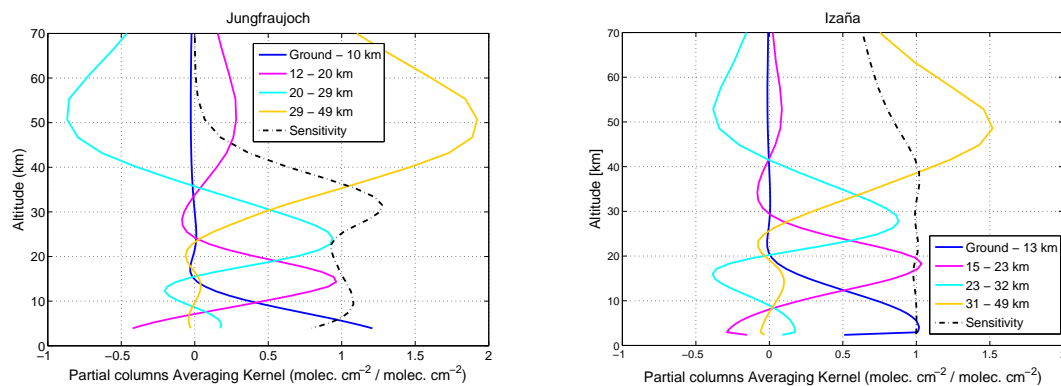 Jungfraujoch
70
60
50
40
30
20
10
0
Altitude (km)
Ground − 10 km
12 − 20 km
20 − 29 km
29 − 49 km
Sensitivity
−1
−0.5
0
0.5
1
1.5
2
Partial columns Averaging Kernel (molec. cm−2 / molec. cm−2)
Izaña
70
60
50
40
30
20
10
0
Altitude [km]
Ground − 13 km
15 − 23 km
23 − 32 km
31 − 49 km
Sensitivity
−1
−0.5
0
0.5
1
1.5
2
Partial columns Averaging Kernel (molec. cm−2 / molec. cm−2)